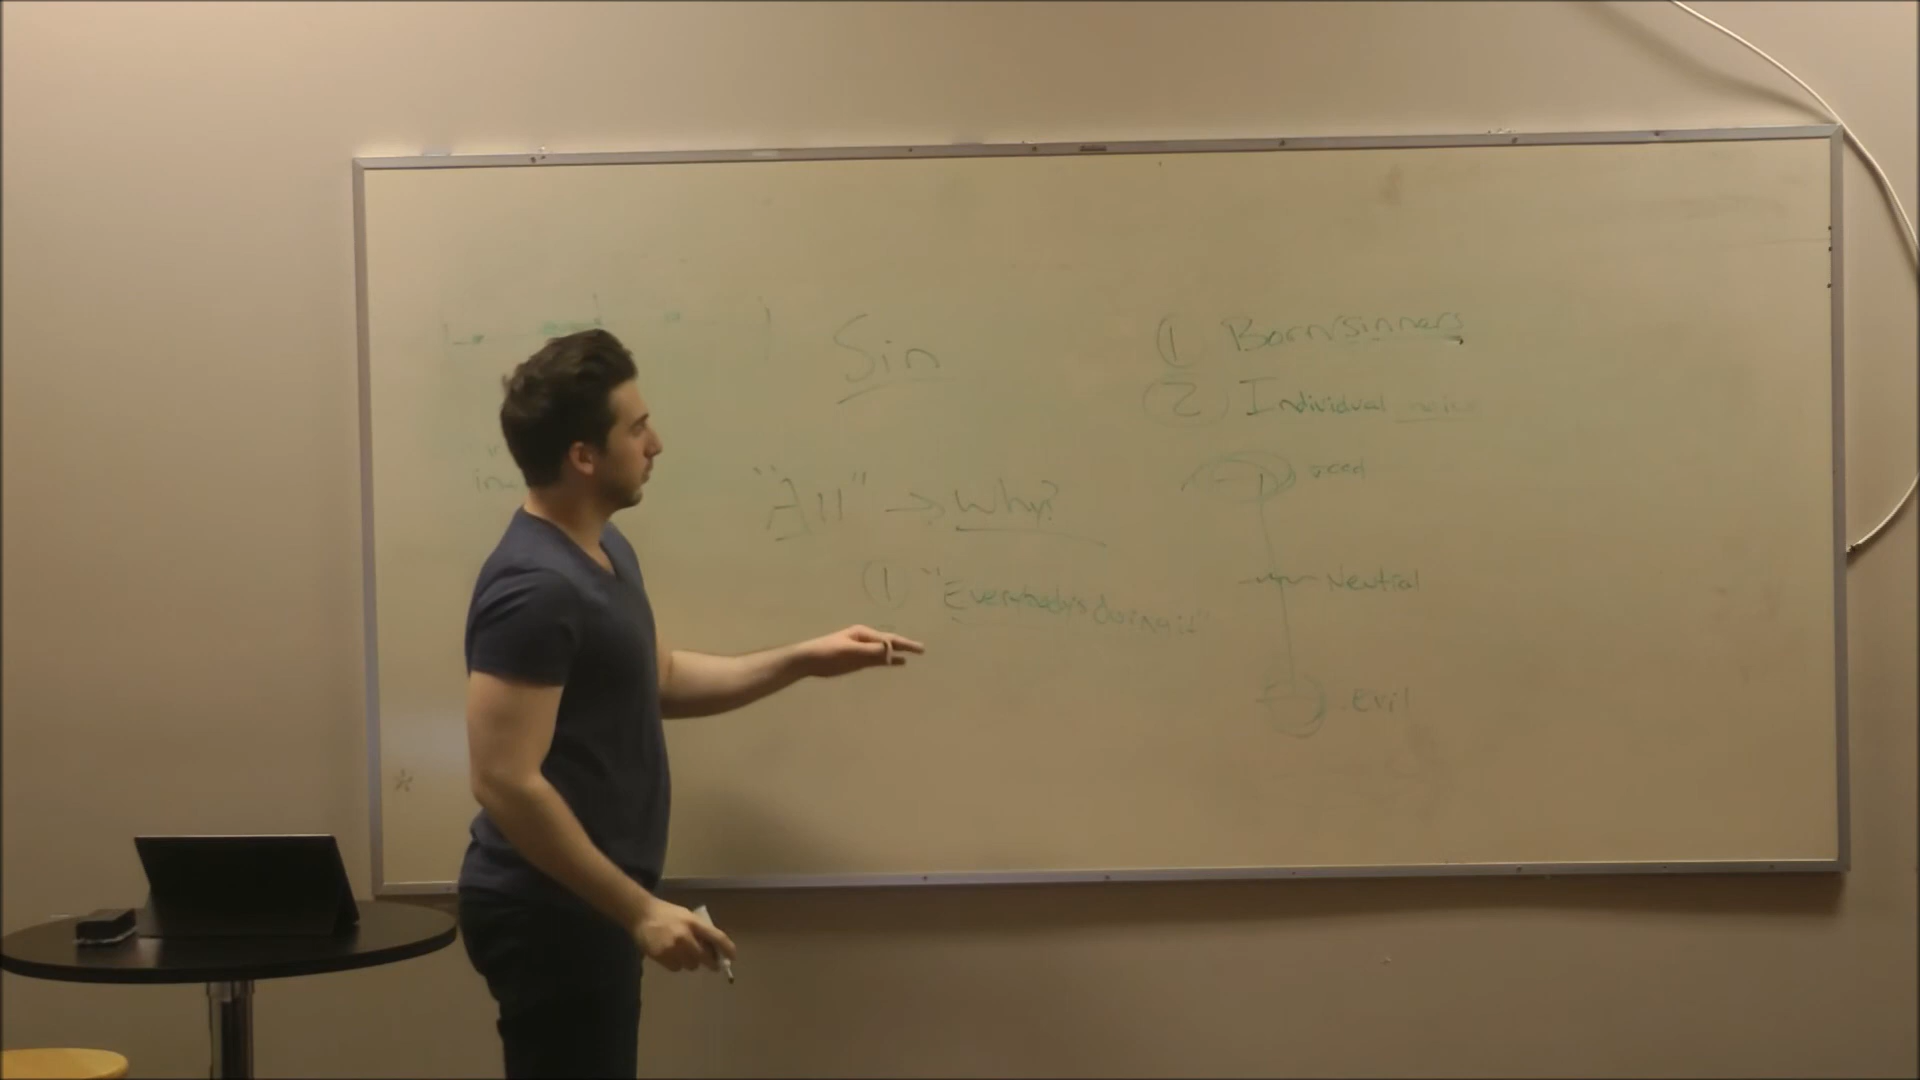 Sin
"All" → Why?
① "Everybody's doing it"
① Born/sinners
② Individual
Good
Neutral
Evil